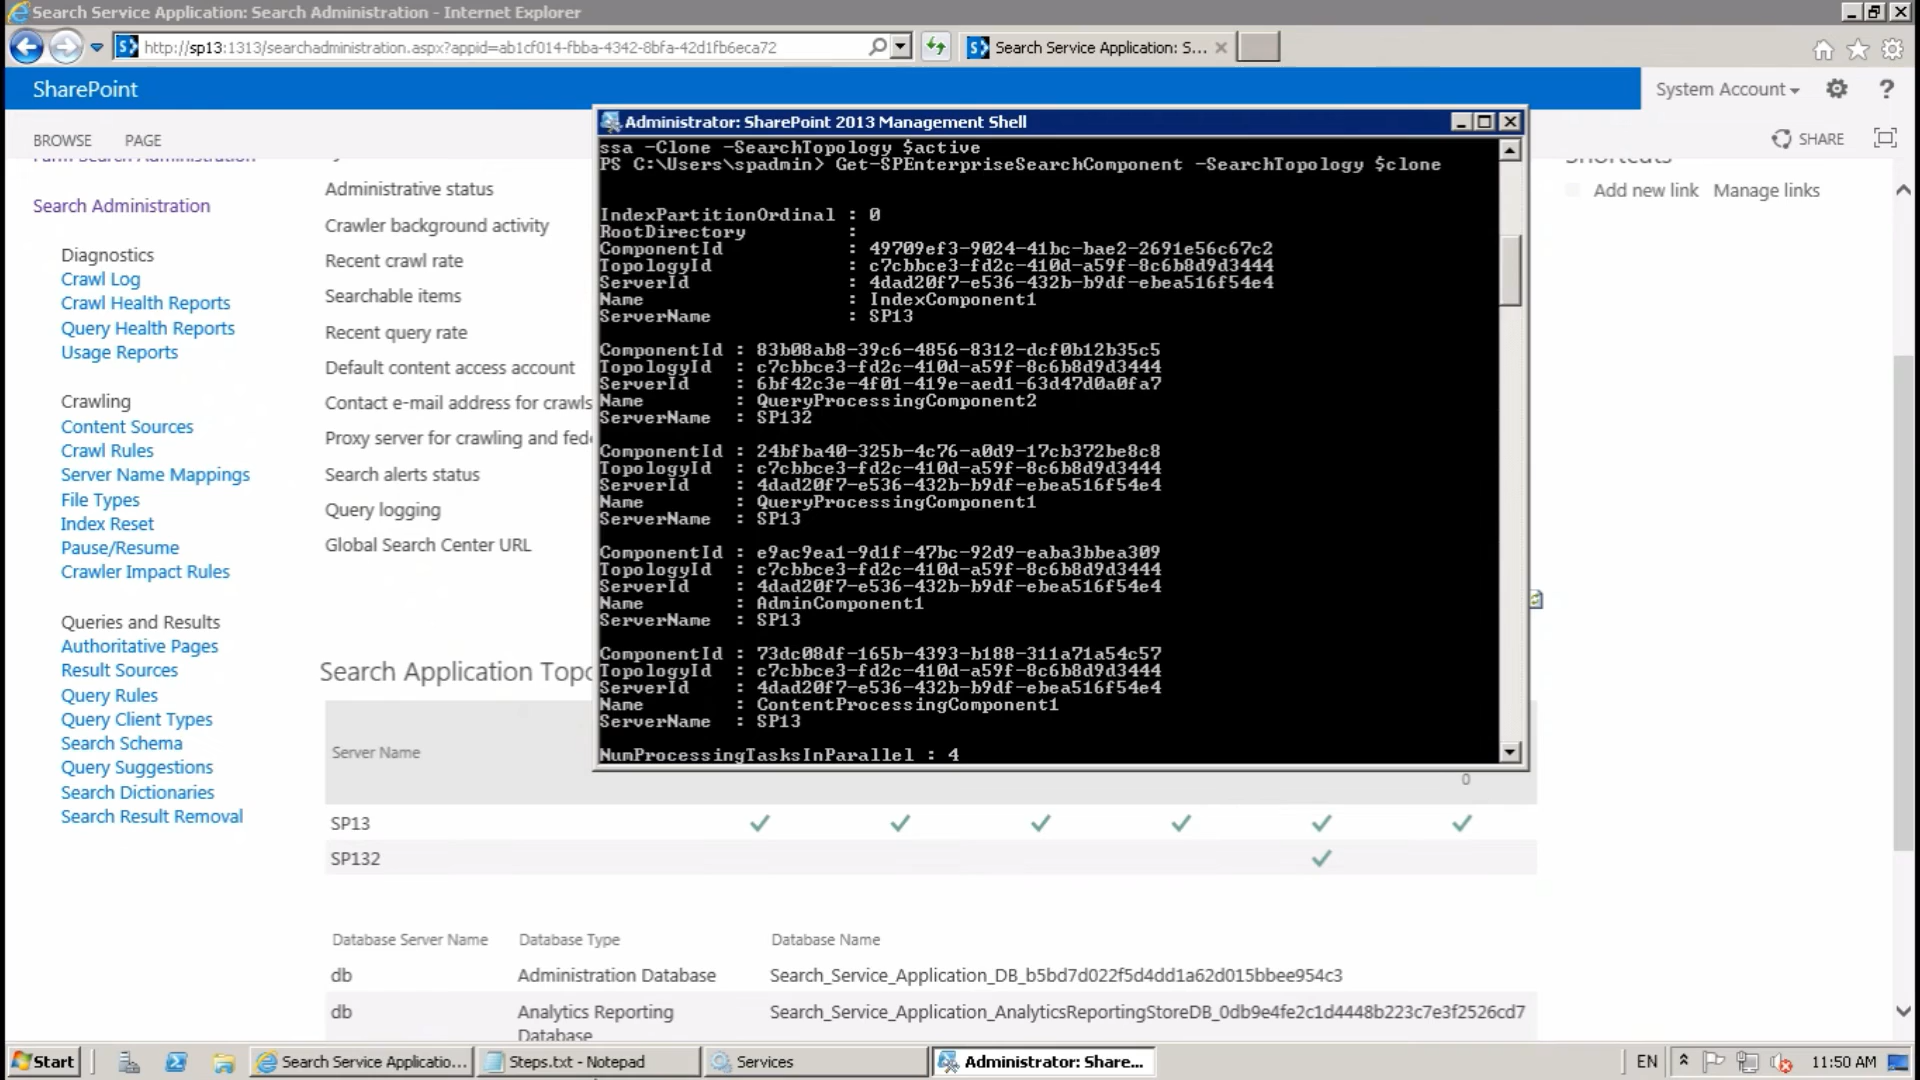 Search Service Application: Search Administration - Internet Explorer
http://sp13:1313/searchadministration.aspx?appid=ab1cf014-fbba-4342-8bfa-42d1fb6eca72
Search Service Application: S...
SharePoint
System Account
BROWSE
PAGE
SHARE
Administrator: SharePoint 2013 Management Shell
ssa -Clone -SearchTopology $active
PS C:\Users\spadmin> Get-SPEnterpriseSearchComponent -SearchTopology $clone
IndexPartitionOrdinal : 0
RootDirectory :
ComponentId : 49709ef3-9024-41bc-bae2-2691e56c67c2
TopologyId : c7cbbce3-fd2c-410d-a59f-8c6b8d9d3444
ServerId : 4dad20f7-e536-432b-b9df-ebea516f54e4
Name : IndexComponent1
ServerName : SP13
ComponentId : 83b08ab8-39c6-4856-8312-dcf0b12b35c5
TopologyId : c7cbbce3-fd2c-410d-a59f-8c6b8d9d3444
ServerId : 6bf42c3e-4f01-419e-aed1-63d47d0a0fa7
Name : QueryProcessingComponent2
ServerName : SP132
ComponentId : 24bfba40-325b-4c76-a0d9-17cb372be8c8
TopologyId : c7cbbce3-fd2c-410d-a59f-8c6b8d9d3444
ServerId : 4dad20f7-e536-432b-b9df-ebea516f54e4
Name : QueryProcessingComponent1
ServerName : SP13
ComponentId : e9ac9ea1-9d1f-47bc-92d9-eaba3bbea309
TopologyId : c7cbbce3-fd2c-410d-a59f-8c6b8d9d3444
ServerId : 4dad20f7-e536-432b-b9df-ebea516f54e4
Name : AdminComponent1
ServerName : SP13
ComponentId : 73dc08df-165b-4393-b188-311a71a54c57
TopologyId : c7cbbce3-fd2c-410d-a59f-8c6b8d9d3444
ServerId : 4dad20f7-e536-432b-b9df-ebea516f54e4
Name : ContentProcessingComponent1
ServerName : SP13
NumProcessingTasksInParallel : 4
Search Administration
Diagnostics
Crawl Log
Crawl Health Reports
Query Health Reports
Usage Reports
Crawling
Content Sources
Crawl Rules
Server Name Mappings
File Types
Index Reset
Pause/Resume
Crawler Impact Rules
Queries and Results
Authoritative Pages
Result Sources
Query Rules
Query Client Types
Search Schema
Query Suggestions
Search Dictionaries
Search Result Removal
Administrative status
Crawler background activity
Recent crawl rate
Searchable items
Recent query rate
Default content access account
Contact e-mail address for crawls
Proxy server for crawling and fed
Search alerts status
Query logging
Global Search Center URL
Add new link Manage links
Search Application Topo
Server Name
0
SP13
SP132
Database Server Name Database Type Database Name
db Administration Database Search_Service_Application_DB_b5bd7d022f5d4dd1a62d015bbee954c3
db Analytics Reporting Search_Service_Application_AnalyticsReportingStoreDB_0db9e4fe2c1d4448b223c7e3f2526cd7
Database
Start
Search Service Applicatio...
Steps.txt - Notepad
Services
Administrator: Share...
EN
11:50 AM